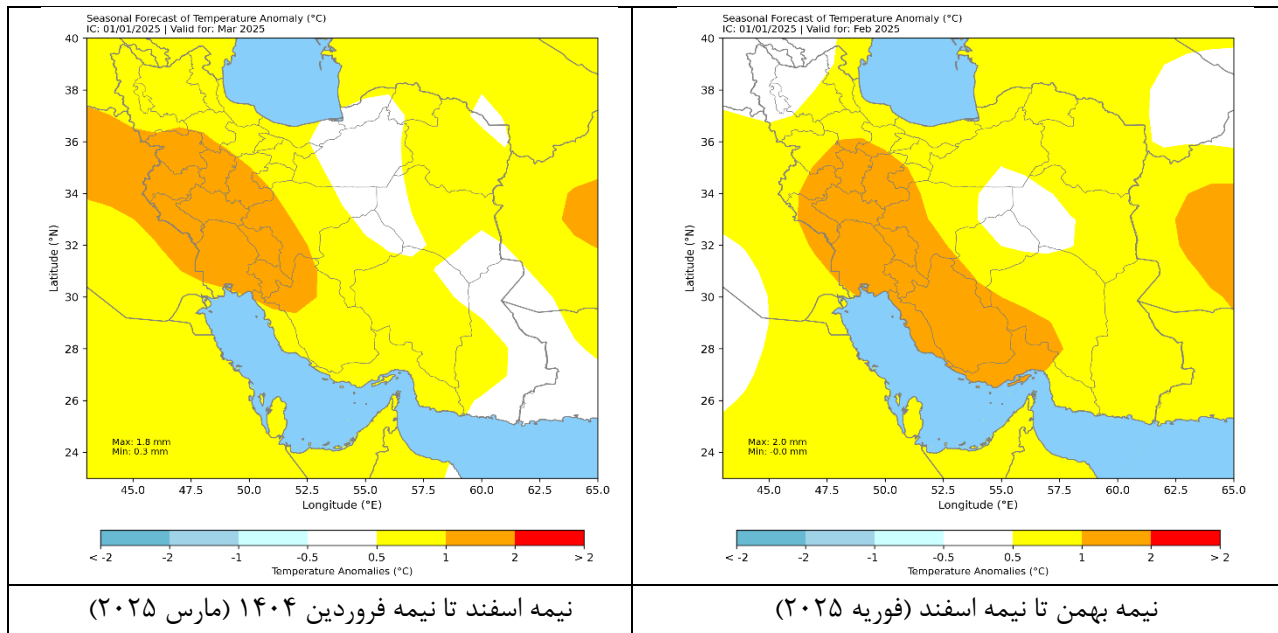 Seasonal Forecast of Temperature Anomaly (°C)
IC: 01/01/2025 | Valid for: Mar 2025
40
38
36
34
32
30
28
26
24
Latitude (°N)
Max: 1.8 mm
Min: 0.3 mm
45.0 47.5 50.0 52.5 55.0 57.5 60.0 62.5 65.0
Longitude (°E)
< -2 -2 -1 -0.5 0.5 1 2 > 2
Temperature Anomalies (°C)
نیمه اسفند تا نیمه فروردین ۱۴۰۴ (مارس ۲۰۲۵)
Seasonal Forecast of Temperature Anomaly (°C)
IC: 01/01/2025 | Valid for: Feb 2025
40
38
36
34
32
30
28
26
24
Latitude (°N)
Max: 2.0 mm
Min: -0.0 mm
45.0 47.5 50.0 52.5 55.0 57.5 60.0 62.5 65.0
Longitude (°E)
< -2 -2 -1 -0.5 0.5 1 2 > 2
Temperature Anomalies (°C)
نیمه بهمن تا نیمه اسفند (فوریه ۲۰۲۵)